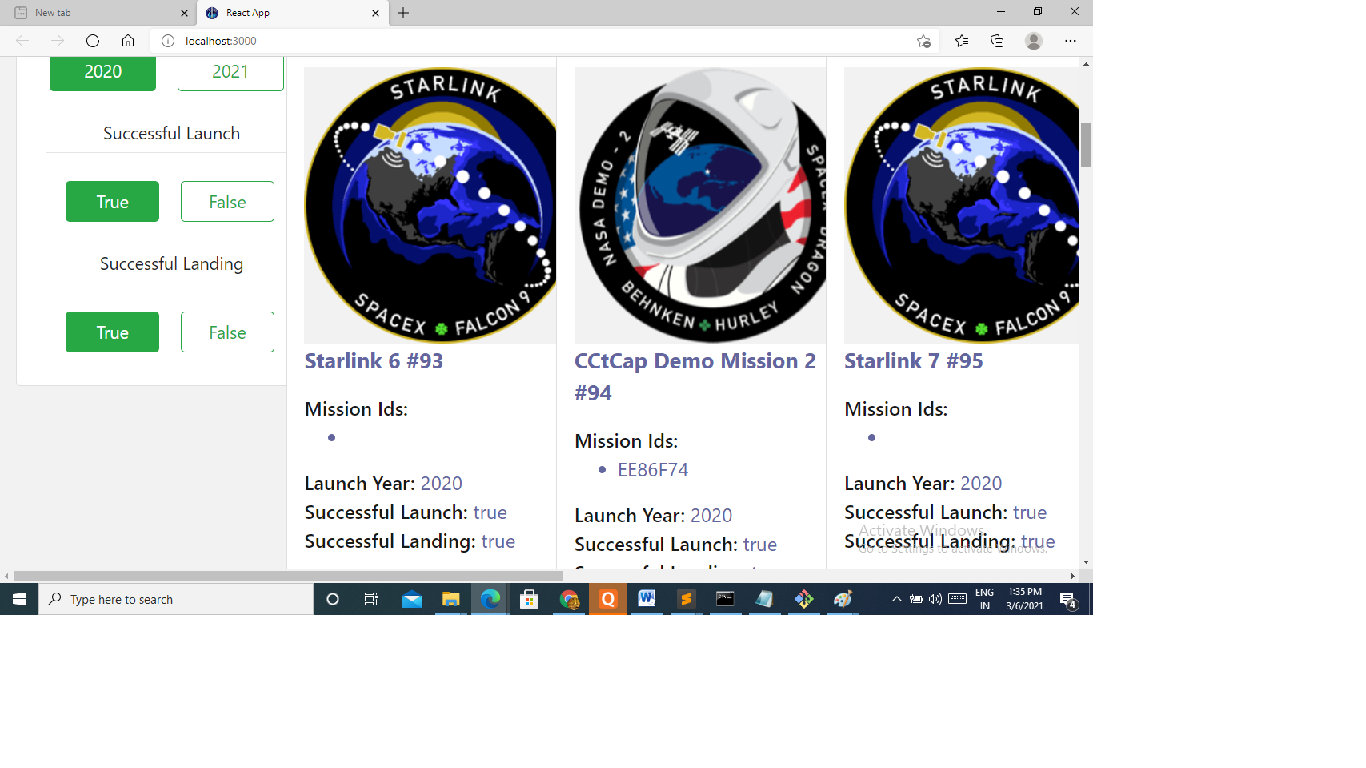 New tab
React App
localhost:3000
2020
2021
Successful Launch
True
False
Successful Landing
True
False
STARLINK
SPACEX FALCON 9
Starlink 6 #93
Mission Ids:
Launch Year: 2020
Successful Launch: true
Successful Landing: true
NASA DEMO - 2
SPACEX DRAGON
BEHNKEN HURLEY
CCtCap Demo Mission 2
#94
Mission Ids:
EE86F74
Launch Year: 2020
Successful Launch: true
STARLINK
SPACEX FALCON 9
Starlink 7 #95
Mission Ids:
Launch Year: 2020
Successful Launch: true
Successful Landing: true
Activate Windows
Go to Settings to activate Windows.
Type here to search
ENG
IN
1:35 PM
3/6/2021
4